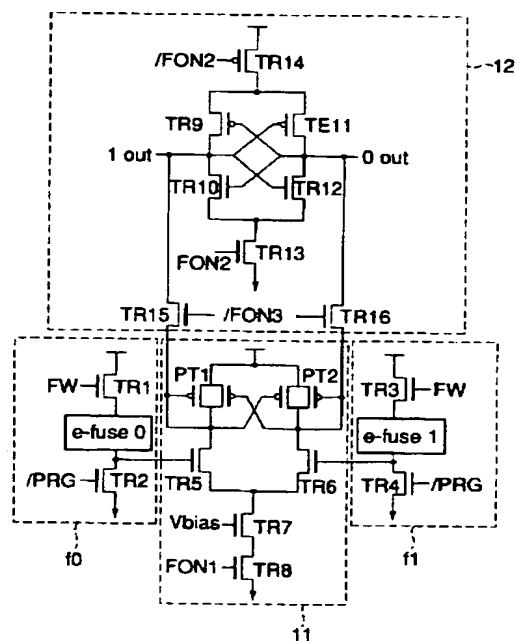 /FON2 TR14
12
TR9 TE11
1 out 0 out
TR10 TR12
TR13
FON2
TR15 /FON3 TR16
PT1 PT2
FW TR1 TR3 FW
e-fuse 0 e-fuse 1
/PRG TR2 TR5 TR6 TR4 /PRG
Vbias TR7
f0 FON1 TR8 f1
11